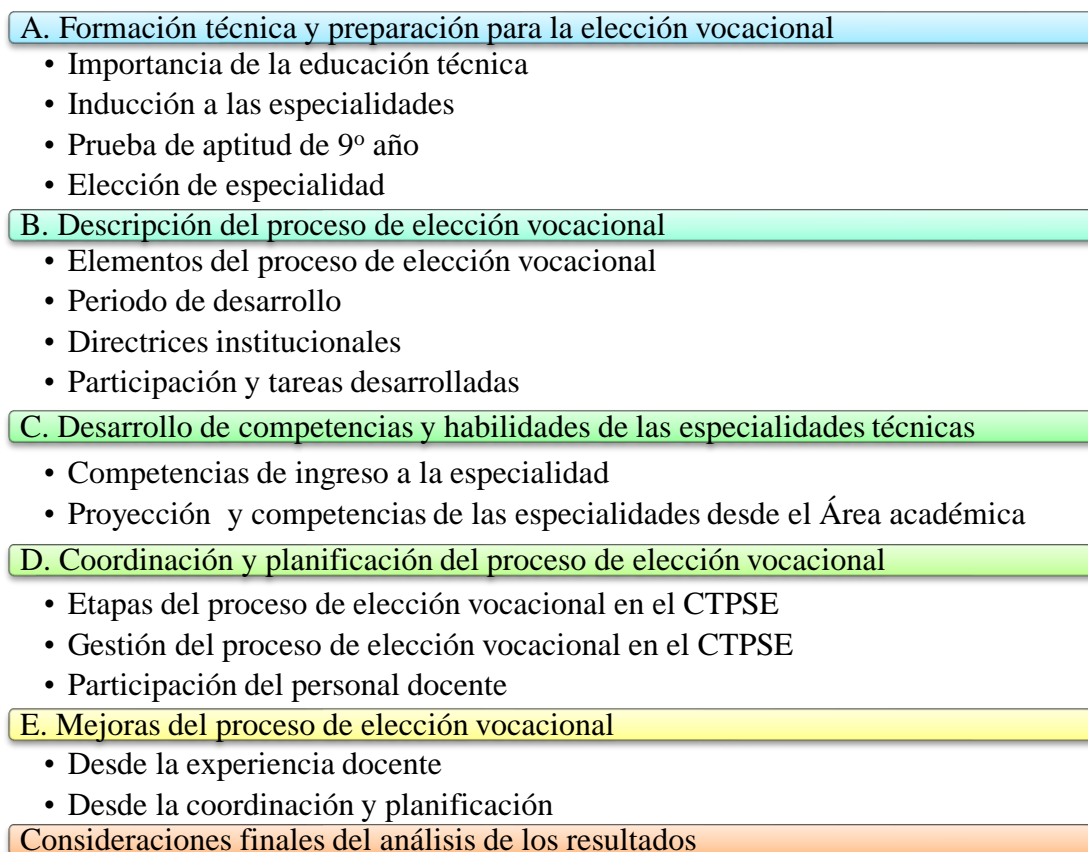 A. Formación técnica y preparación para la elección vocacional
• Importancia de la educación técnica
• Inducción a las especialidades
• Prueba de aptitud de 9º año
• Elección de especialidad
B. Descripción del proceso de elección vocacional
• Elementos del proceso de elección vocacional
• Periodo de desarrollo
• Directrices institucionales
• Participación y tareas desarrolladas
C. Desarrollo de competencias y habilidades de las especialidades técnicas
• Competencias de ingreso a la especialidad
• Proyección y competencias de las especialidades desde el Área académica
D. Coordinación y planificación del proceso de elección vocacional
• Etapas del proceso de elección vocacional en el CTPSE
• Gestión del proceso de elección vocacional en el CTPSE
• Participación del personal docente
E. Mejoras del proceso de elección vocacional
• Desde la experiencia docente
• Desde la coordinación y planificación
Consideraciones finales del análisis de los resultados